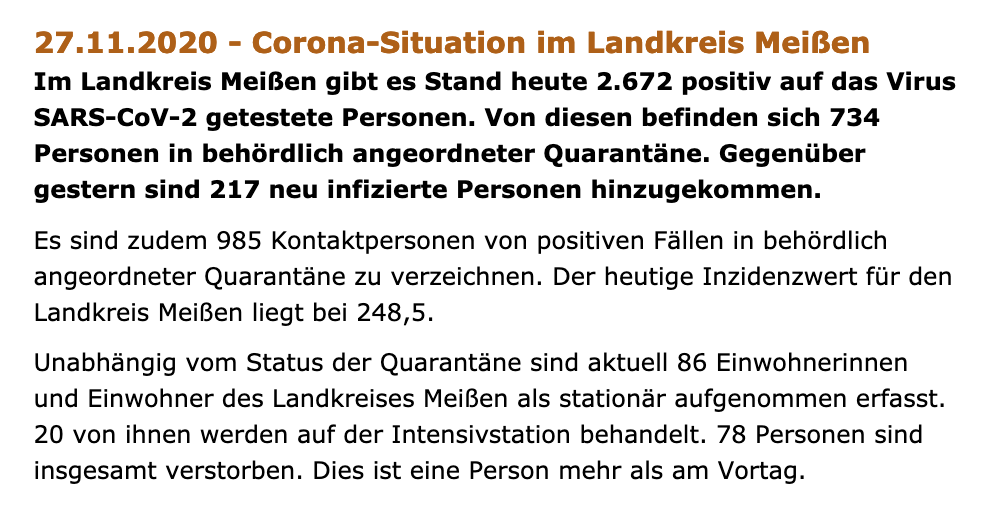 27.11.2020 - Corona-Situation im Landkreis Meißen
Im Landkreis Meißen gibt es Stand heute 2.672 positiv auf das Virus
SARS-CoV-2 getestete Personen. Von diesen befinden sich 734
Personen in behördlich angeordneter Quarantäne. Gegenüber
gestern sind 217 neu infizierte Personen hinzugekommen.
Es sind zudem 985 Kontaktpersonen von positiven Fällen in behördlich
angeordneter Quarantäne zu verzeichnen. Der heutige Inzidenzwert für den
Landkreis Meißen liegt bei 248,5.
Unabhängig vom Status der Quarantäne sind aktuell 86 Einwohnerinnen
und Einwohner des Landkreises Meißen als stationär aufgenommen erfasst.
20 von ihnen werden auf der Intensivstation behandelt. 78 Personen sind
insgesamt verstorben. Dies ist eine Person mehr als am Vortag.